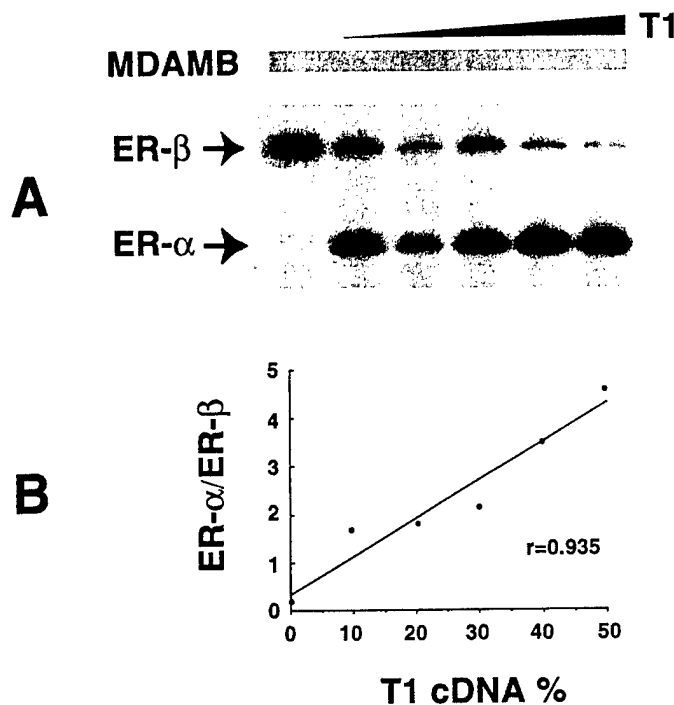 T1
MDAMB
A
ER-β
ER-α
B
ER-α/ER-β
5
4
3
2
1
0
r=0.935
0 10 20 30 40 50
T1 cDNA %